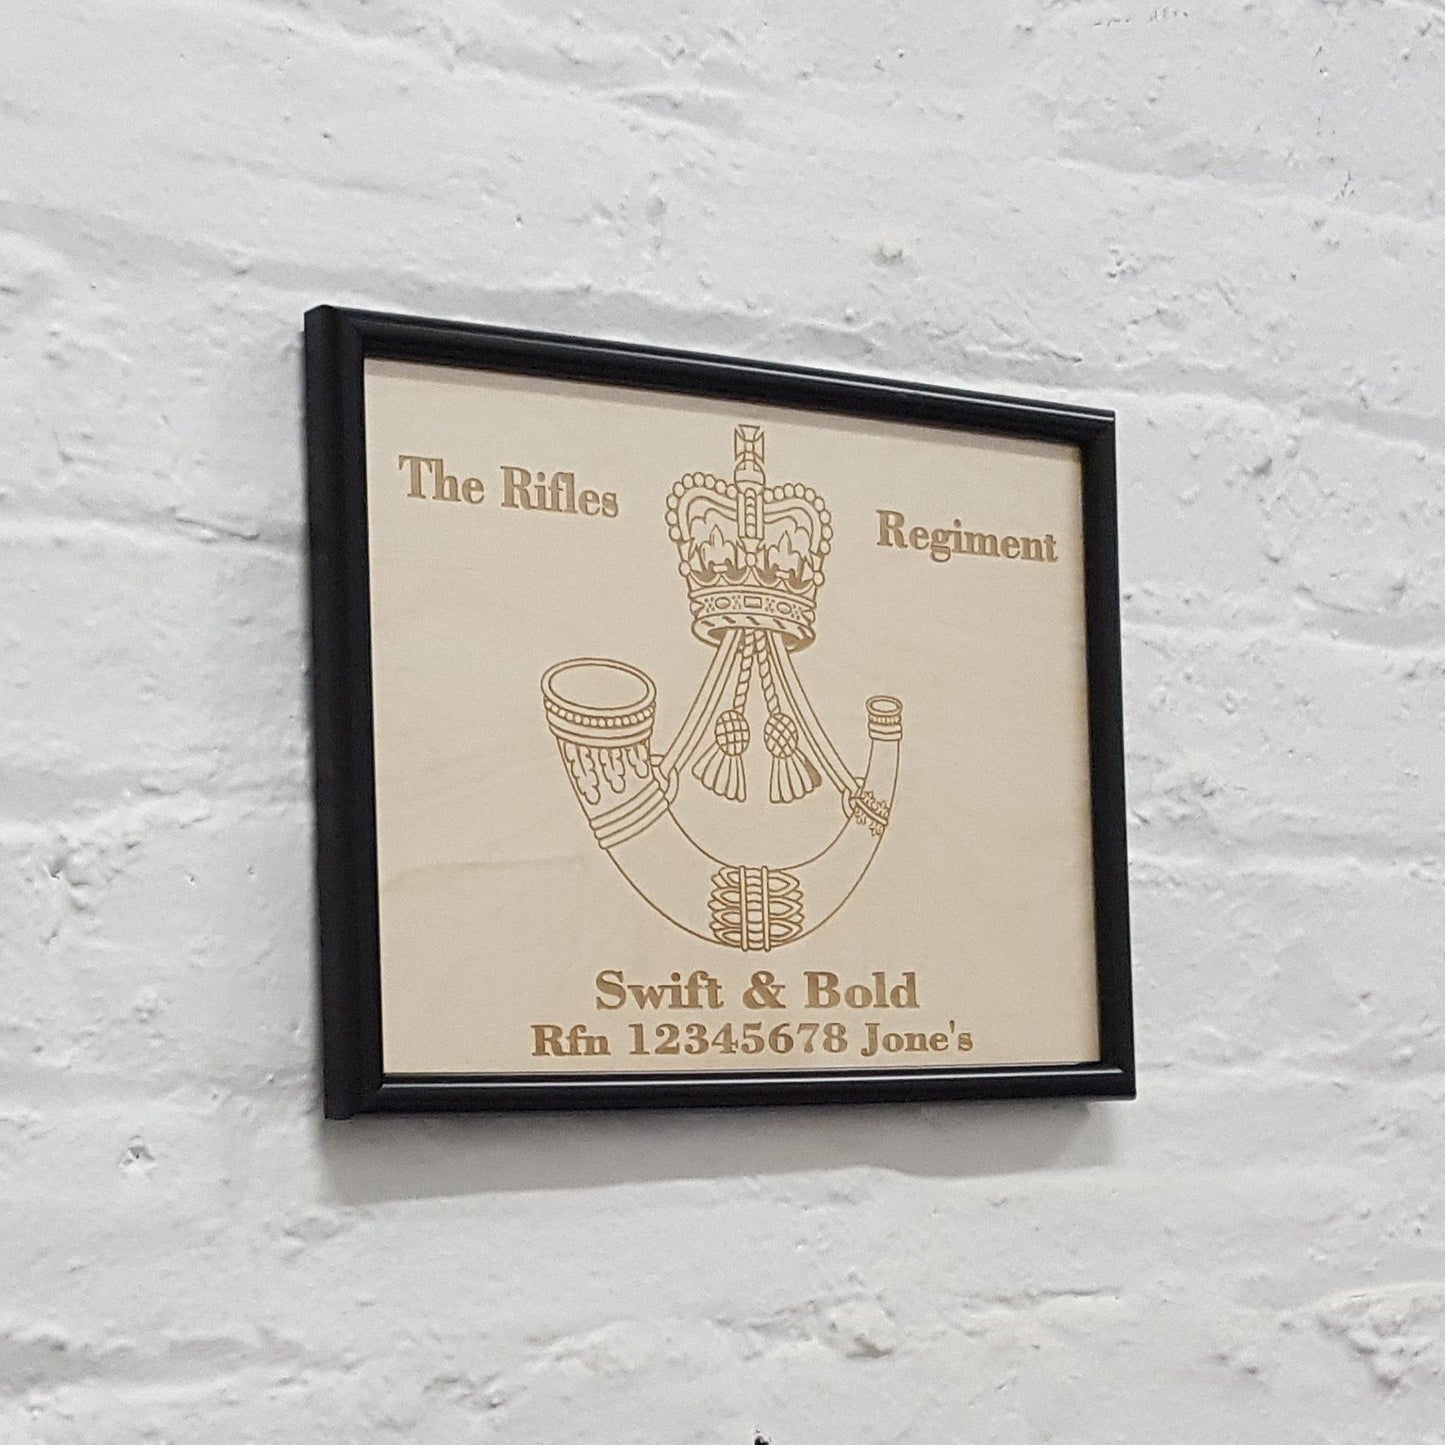 The Rifles Regiment
Swift & Bold
Rfn 12345678 Jone's